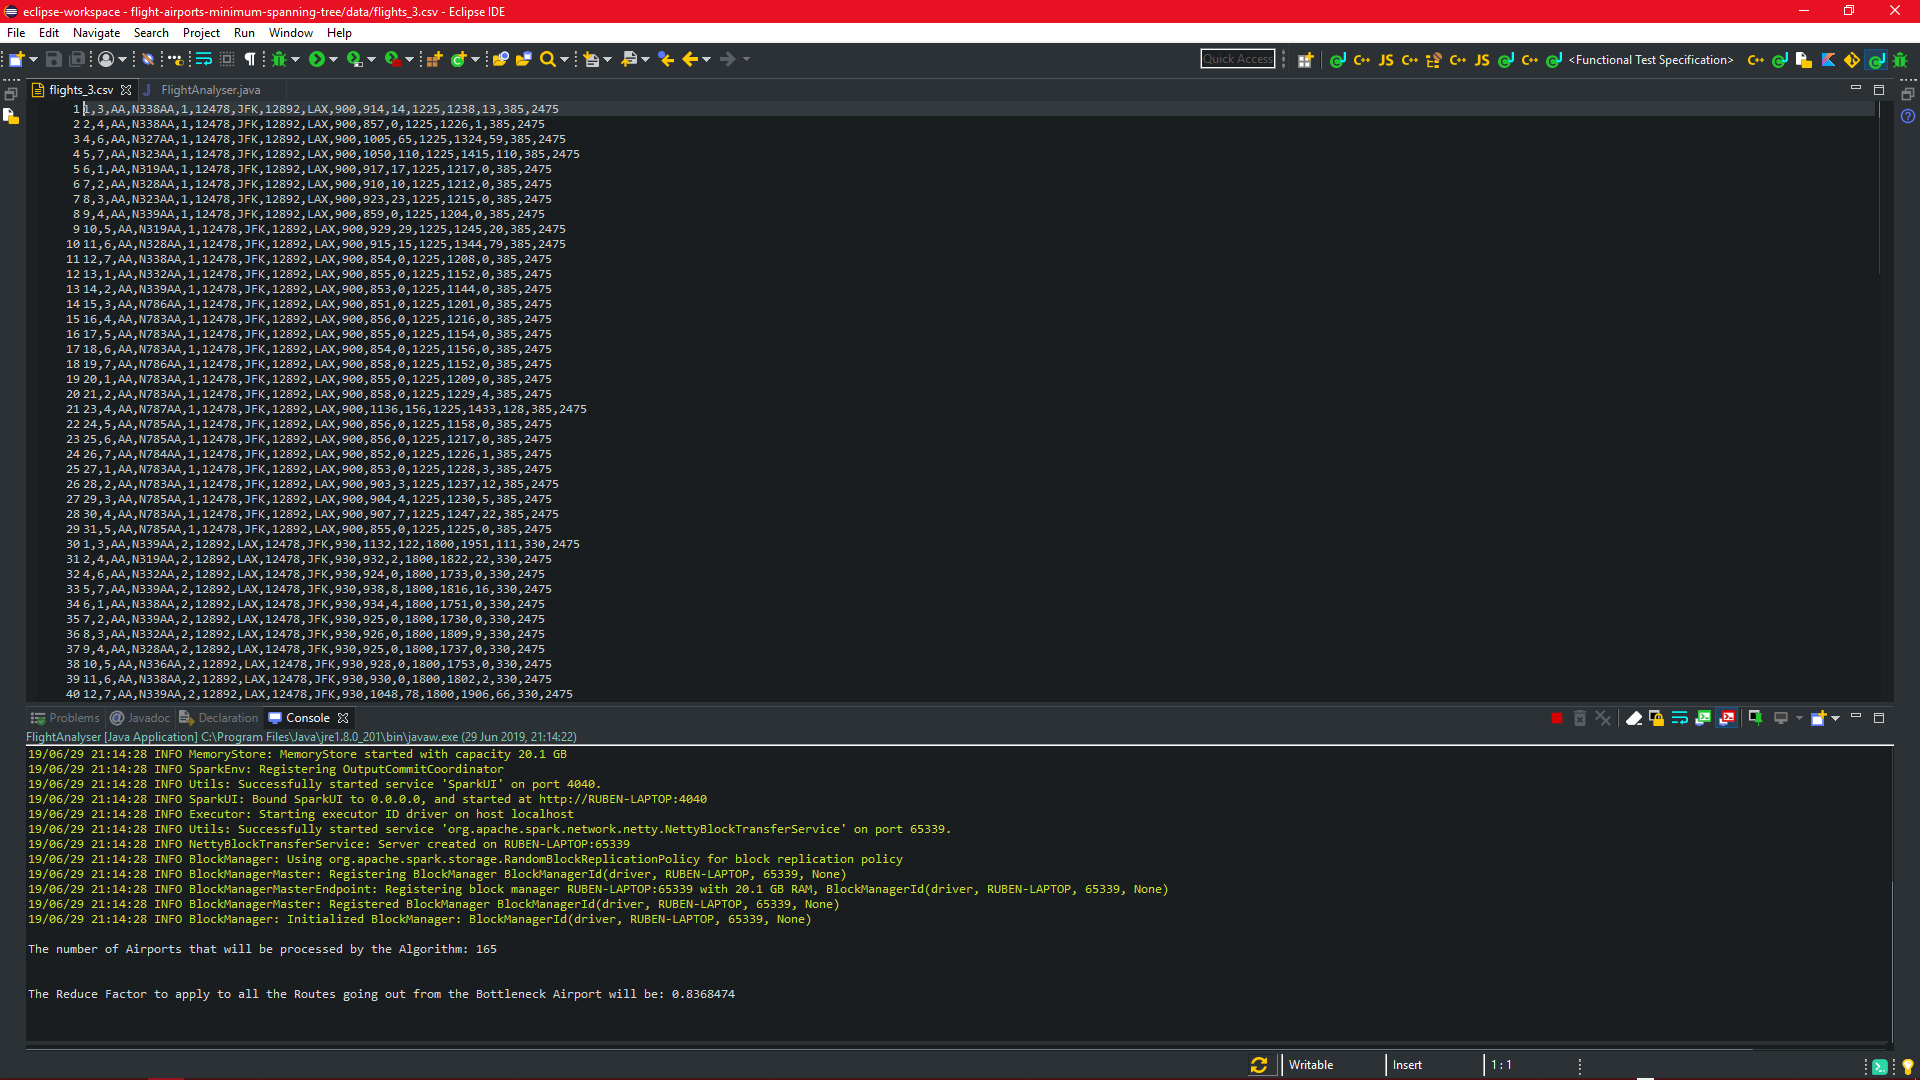 eclipse-workspace - flight-airports-minimum-spanning-tree/data/flights_3.csv - Eclipse IDE
File Edit Navigate Search Project Run Window Help
Quick Access
<Functional Test Specification>
flights_3.csv FlightAnalyser.java
1 1,3,AA,N338AA,1,12478,JFK,12892,LAX,900,914,14,1225,1238,13,385,2475
2 2,4,AA,N338AA,1,12478,JFK,12892,LAX,900,857,0,1225,1226,1,385,2475
3 4,6,AA,N327AA,1,12478,JFK,12892,LAX,900,1005,65,1225,1324,59,385,2475
4 5,7,AA,N323AA,1,12478,JFK,12892,LAX,900,1050,110,1225,1415,110,385,2475
5 6,1,AA,N319AA,1,12478,JFK,12892,LAX,900,917,17,1225,1217,0,385,2475
6 7,2,AA,N328AA,1,12478,JFK,12892,LAX,900,910,10,1225,1212,0,385,2475
7 8,3,AA,N323AA,1,12478,JFK,12892,LAX,900,923,23,1225,1215,0,385,2475
8 9,4,AA,N339AA,1,12478,JFK,12892,LAX,900,859,0,1225,1204,0,385,2475
9 10,5,AA,N319AA,1,12478,JFK,12892,LAX,900,929,29,1225,1245,20,385,2475
10 11,6,AA,N328AA,1,12478,JFK,12892,LAX,900,915,15,1225,1344,79,385,2475
11 12,7,AA,N338AA,1,12478,JFK,12892,LAX,900,854,0,1225,1208,0,385,2475
12 13,1,AA,N332AA,1,12478,JFK,12892,LAX,900,855,0,1225,1152,0,385,2475
13 14,2,AA,N339AA,1,12478,JFK,12892,LAX,900,853,0,1225,1144,0,385,2475
14 15,3,AA,N786AA,1,12478,JFK,12892,LAX,900,851,0,1225,1201,0,385,2475
15 16,4,AA,N783AA,1,12478,JFK,12892,LAX,900,856,0,1225,1216,0,385,2475
16 17,5,AA,N783AA,1,12478,JFK,12892,LAX,900,855,0,1225,1154,0,385,2475
17 18,6,AA,N783AA,1,12478,JFK,12892,LAX,900,854,0,1225,1156,0,385,2475
18 19,7,AA,N786AA,1,12478,JFK,12892,LAX,900,858,0,1225,1152,0,385,2475
19 20,1,AA,N783AA,1,12478,JFK,12892,LAX,900,855,0,1225,1209,0,385,2475
20 21,2,AA,N783AA,1,12478,JFK,12892,LAX,900,858,0,1225,1229,4,385,2475
21 23,4,AA,N787AA,1,12478,JFK,12892,LAX,900,1136,156,1225,1433,128,385,2475
22 24,5,AA,N785AA,1,12478,JFK,12892,LAX,900,856,0,1225,1158,0,385,2475
23 25,6,AA,N785AA,1,12478,JFK,12892,LAX,900,856,0,1225,1217,0,385,2475
24 26,7,AA,N784AA,1,12478,JFK,12892,LAX,900,852,0,1225,1226,1,385,2475
25 27,1,AA,N783AA,1,12478,JFK,12892,LAX,900,853,0,1225,1228,3,385,2475
26 28,2,AA,N783AA,1,12478,JFK,12892,LAX,900,903,3,1225,1237,12,385,2475
27 29,3,AA,N785AA,1,12478,JFK,12892,LAX,900,904,4,1225,1230,5,385,2475
28 30,4,AA,N783AA,1,12478,JFK,12892,LAX,900,907,7,1225,1247,22,385,2475
29 31,5,AA,N785AA,1,12478,JFK,12892,LAX,900,855,0,1225,1225,0,385,2475
30 1,3,AA,N339AA,2,12892,LAX,12478,JFK,930,1132,122,1800,1951,111,330,2475
31 2,4,AA,N319AA,2,12892,LAX,12478,JFK,930,932,2,1800,1822,22,330,2475
32 4,6,AA,N332AA,2,12892,LAX,12478,JFK,930,924,0,1800,1733,0,330,2475
33 5,7,AA,N339AA,2,12892,LAX,12478,JFK,930,938,8,1800,1816,16,330,2475
34 6,1,AA,N338AA,2,12892,LAX,12478,JFK,930,934,4,1800,1751,0,330,2475
35 7,2,AA,N339AA,2,12892,LAX,12478,JFK,930,925,0,1800,1730,0,330,2475
36 8,3,AA,N332AA,2,12892,LAX,12478,JFK,930,926,0,1800,1809,9,330,2475
37 9,4,AA,N328AA,2,12892,LAX,12478,JFK,930,925,0,1800,1737,0,330,2475
38 10,5,AA,N336AA,2,12892,LAX,12478,JFK,930,928,0,1800,1753,0,330,2475
39 11,6,AA,N338AA,2,12892,LAX,12478,JFK,930,930,0,1800,1802,2,330,2475
40 12,7,AA,N339AA,2,12892,LAX,12478,JFK,930,1048,78,1800,1906,66,330,2475
Problems Javadoc Declaration Console
FlightAnalyser [Java Application] C:\Program Files\Java\jre1.8.0_201\bin\javaw.exe (29 Jun 2019, 21:14:22)
19/06/29 21:14:28 INFO MemoryStore: MemoryStore started with capacity 20.1 GB
19/06/29 21:14:28 INFO SparkEnv: Registering OutputCommitCoordinator
19/06/29 21:14:28 INFO Utils: Successfully started service 'SparkUI' on port 4040.
19/06/29 21:14:28 INFO SparkUI: Bound SparkUI to 0.0.0.0, and started at http://RUBEN-LAPTOP:4040
19/06/29 21:14:28 INFO Executor: Starting executor ID driver on host localhost
19/06/29 21:14:28 INFO Utils: Successfully started service 'org.apache.spark.network.netty.NettyBlockTransferService' on port 65339.
19/06/29 21:14:28 INFO NettyBlockTransferService: Server created on RUBEN-LAPTOP:65339
19/06/29 21:14:28 INFO BlockManager: Using org.apache.spark.storage.RandomBlockReplicationPolicy for block replication policy
19/06/29 21:14:28 INFO BlockManagerMaster: Registering BlockManager BlockManagerId(driver, RUBEN-LAPTOP, 65339, None)
19/06/29 21:14:28 INFO BlockManagerMasterEndpoint: Registering block manager RUBEN-LAPTOP:65339 with 20.1 GB RAM, BlockManagerId(driver, RUBEN-LAPTOP, 65339, None)
19/06/29 21:14:28 INFO BlockManagerMaster: Registered BlockManager BlockManagerId(driver, RUBEN-LAPTOP, 65339, None)
19/06/29 21:14:28 INFO BlockManager: Initialized BlockManager: BlockManagerId(driver, RUBEN-LAPTOP, 65339, None)
The number of Airports that will be processed by the Algorithm: 165
The Reduce Factor to apply to all the Routes going out from the Bottleneck Airport will be: 0.8368474
Writable Insert 1 : 1